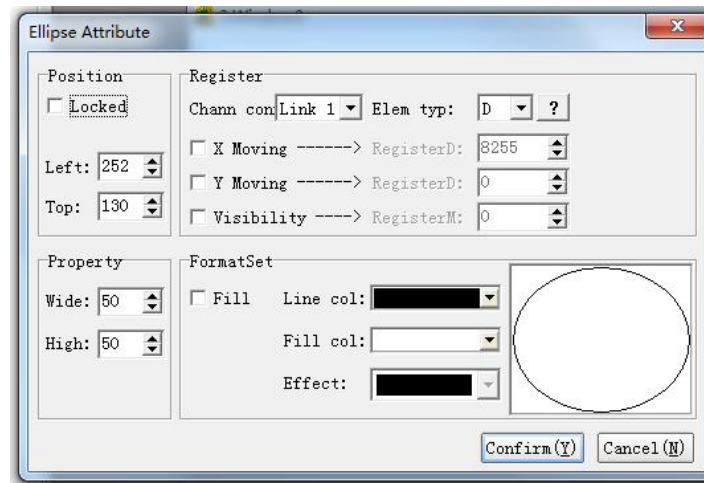 Ellipse Attribute
Position
Locked
Left: 252
Top: 130
Register
Chann con Link 1 Elem typ: D ?
X Moving ------> RegisterD: 8255
Y Moving ------> RegisterD: 0
Visibility ----> RegisterM: 0
Property
Wide: 50
High: 50
FormatSet
Fill Line col:
Fill col:
Effect:
Confirm(Y) Cancel(N)